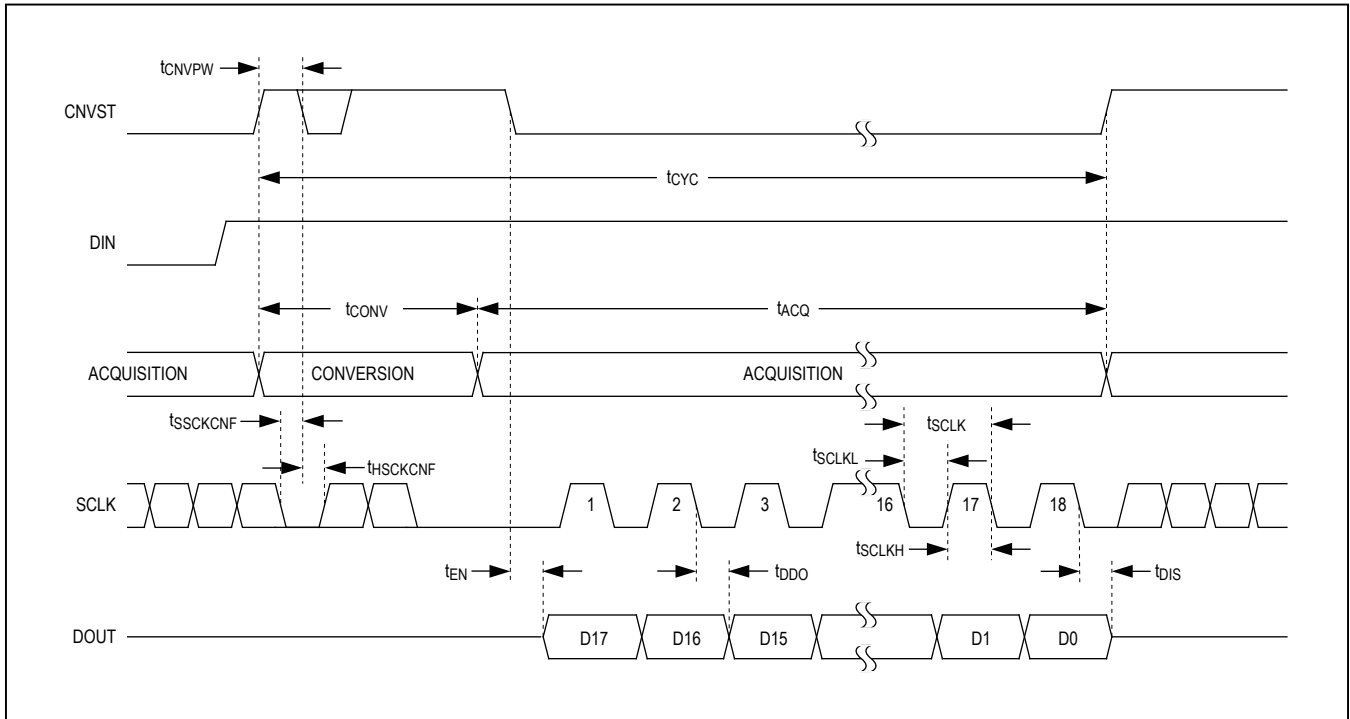 tCNVPW
CNVST
tCYC
DIN
tCONV
tACQ
ACQUISITION CONVERSION ACQUISITION
tSSCKCNF
tSCLK
tHSCKCNF
tSCLKL
SCLK 1 2 3 16 17 18
tSCLKH
tEN
tDDO
tDIS
DOUT D17 D16 D15 D1 D0